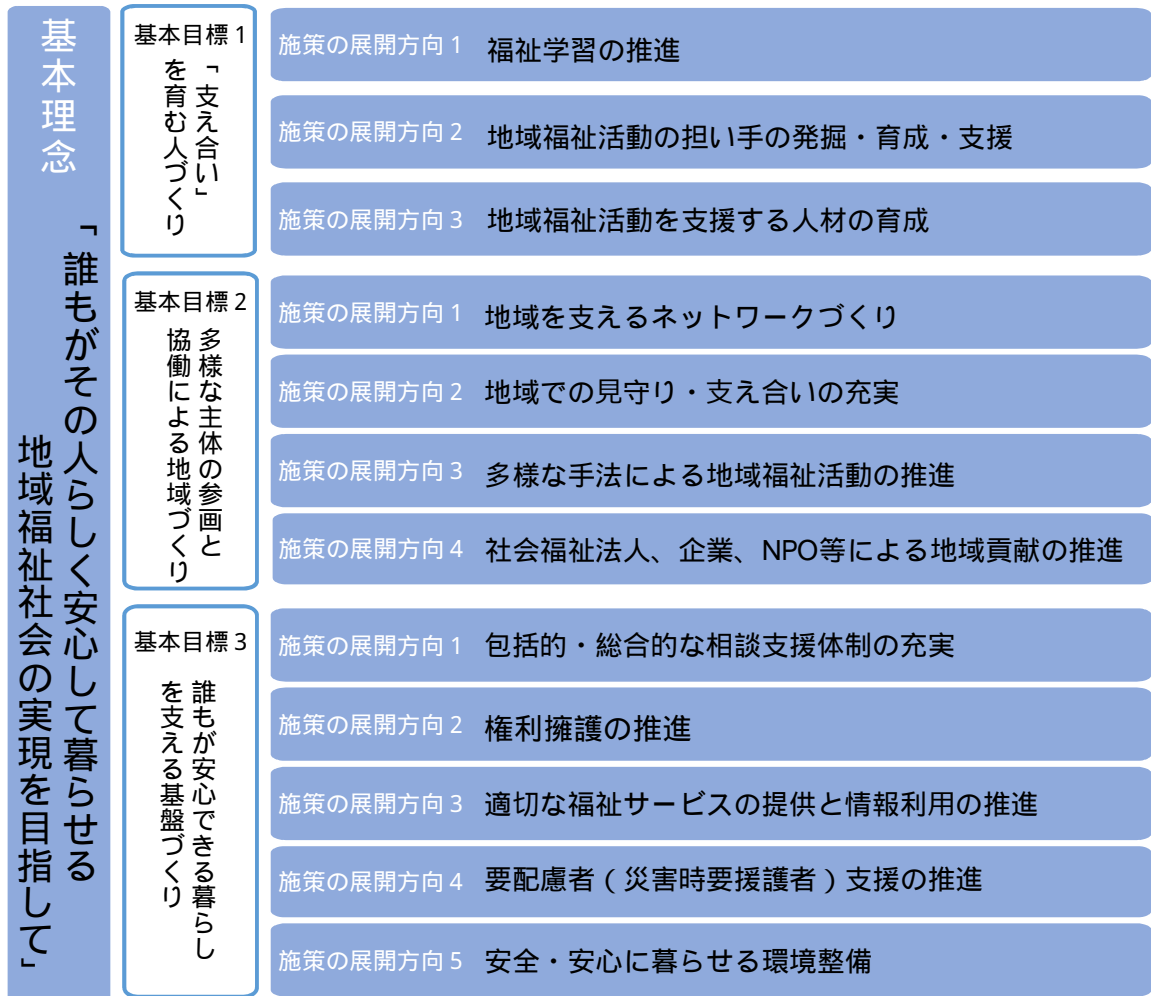 基本理念
「誰もがその人らしく安心して暮らせる
地域福祉社会の実現を目指して」
基本目標1
「支え合い」
を育む人づくり
施策の展開方向1 福祉学習の推進
施策の展開方向2 地域福祉活動の担い手の発掘・育成・支援
施策の展開方向3 地域福祉活動を支援する人材の育成
基本目標2
多様な主体の参画と
協働による地域づくり
施策の展開方向1 地域を支えるネットワークづくり
施策の展開方向2 地域での見守り・支え合いの充実
施策の展開方向3 多様な手法による地域福祉活動の推進
施策の展開方向4 社会福祉法人、企業、NPO等による地域貢献の推進
基本目標3
誰もが安心できる暮らし
を支える基盤づくり
施策の展開方向1 包括的・総合的な相談支援体制の充実
施策の展開方向2 権利擁護の推進
施策の展開方向3 適切な福祉サービスの提供と情報利用の推進
施策の展開方向4 要配慮者(災害時要援護者)支援の推進
施策の展開方向5 安全・安心に暮らせる環境整備